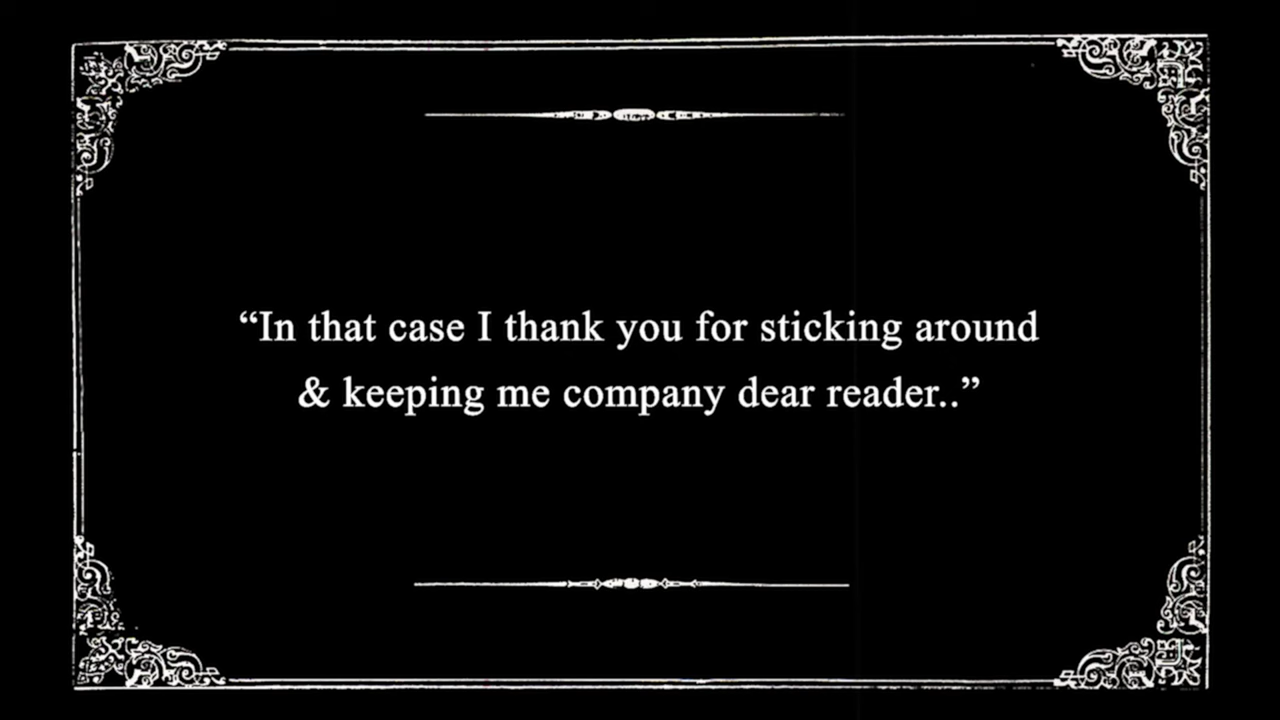 “In that case I thank you for sticking around
& keeping me company dear reader..”